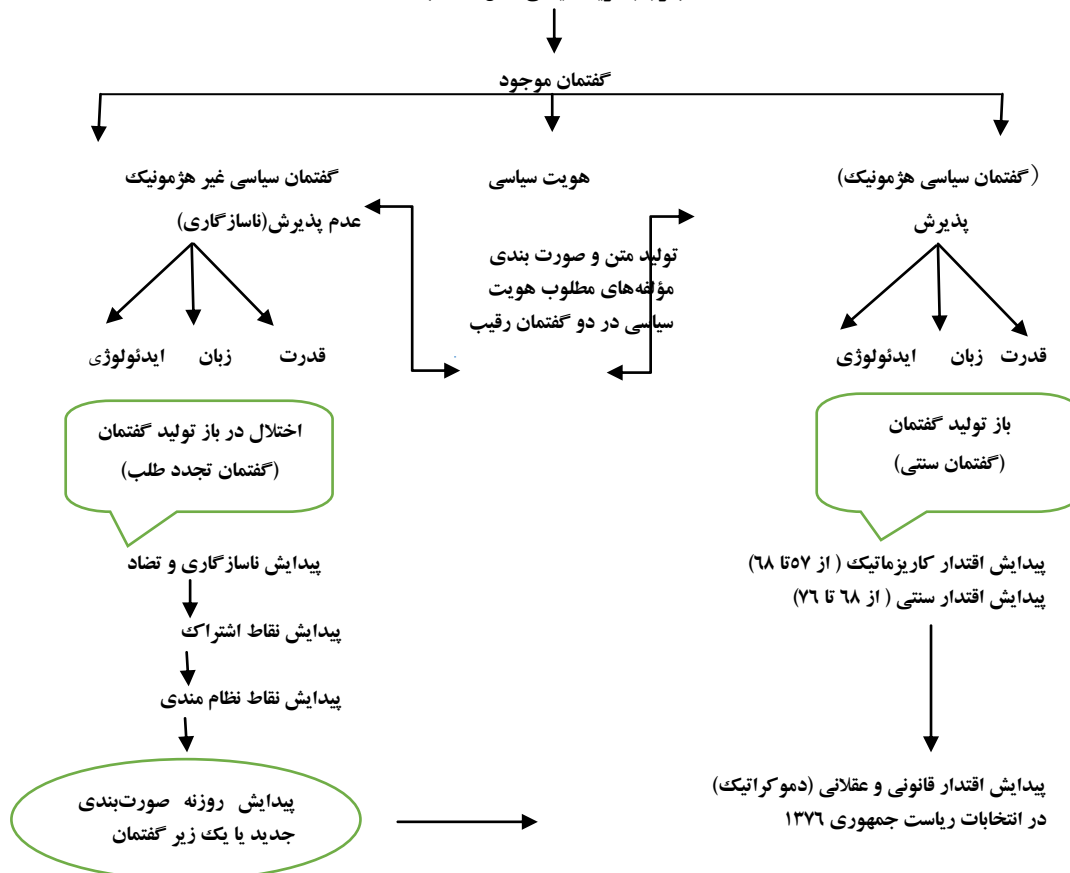 گفتمان موجود
(گفتمان سیاسی هژمونیک)
پذیرش
قدرت زبان ایدئولوژی
باز تولید گفتمان
(گفتمان سنتی)
پیدایش اقتدار کاریزماتیک ( از ۵۷ تا ۶۸)
پیدایش اقتدار سنتی ( از ۶۸ تا ۷۶)
پیدایش اقتدار قانونی و عقلانی (دموکراتیک)
در انتخابات ریاست جمهوری ۱۳۷۶
هویت سیاسی
تولید متن و صورت بندی
مؤلفه‌های مطلوب هویت
سیاسی در دو گفتمان رقیب
گفتمان سیاسی غیر هژمونیک
عدم پذیرش(ناسازگاری)
قدرت زبان ایدئولوژی
اختلال در باز تولید گفتمان
(گفتمان تجدد طلب)
پیدایش ناسازگاری و تضاد
پیدایش نقاط اشتراک
پیدایش نقاط نظام مندی
پیدایش روزنه صورت‌بندی
جدید یا یک زیر گفتمان